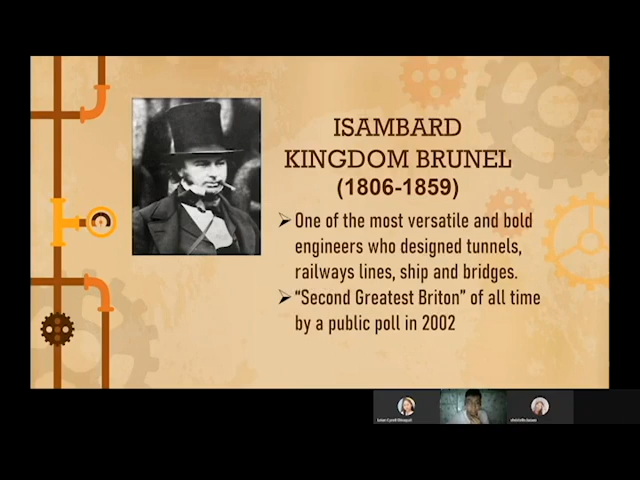 ISAMBARD
KINGDOM BRUNEL
(1806-1859)
One of the most versatile and bold
engineers who designed tunnels,
railways lines, ship and bridges.
“Second Greatest Briton” of all time
by a public poll in 2002